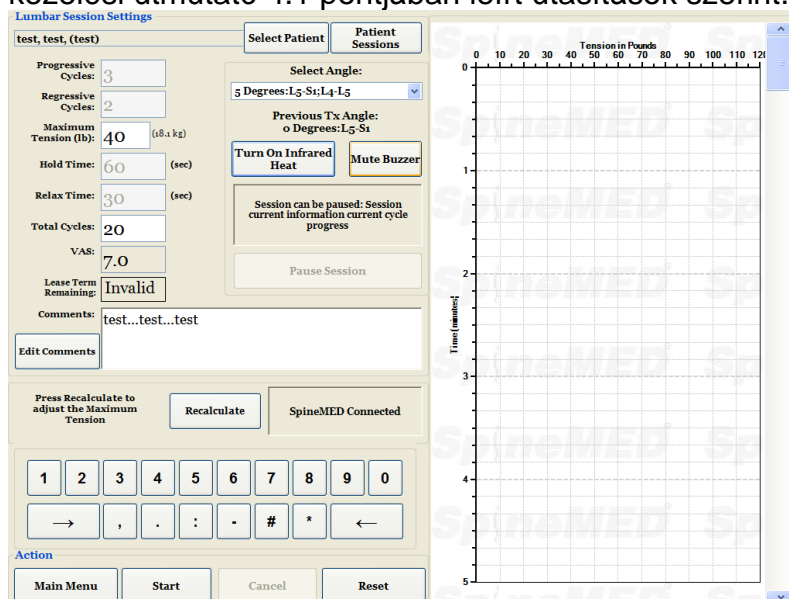 kezelési útmutató 4.1 pontjában leírt utasítások szerint.
Lumbar Session Settings
test, test, (test)
Select Patient
Patient
Sessions
Progressive
Cycles:
3
Regressive
Cycles:
2
Maximum
Tension (lb):
40
(18.1 kg)
Hold Time:
60
(sec)
Relax Time:
30
(sec)
Total Cycles:
20
VAS:
7.0
Lease Term
Remaining:
Invalid
Select
Angle:
5 Degrees:L5-S1;L4-L5
Previous Tx Angle:
0 Degrees:L5-S1
Turn On Infrared
Heat
Mute Buzzer
Session can be
paused: Session
current information current cycle
progress
Pause Session
Comments:
test...test...test
Edit Comments
Press Recalculate to
adjust the Maximum
Tension
Recalculate
SpineMED Connected
1 2 3 4 5 6 7 8 9 0
→ , . : - # * ←
Action
Main Menu
Start
Cancel
Reset
Tension in Pounds
0 10 20 30 40 50 60 70 80 90 100 110 120
Time (minutes)
0
1
2
3
4
5
SpineMED
SpineMED
SpineMED
SpineMED
SpineMED
SpineMED